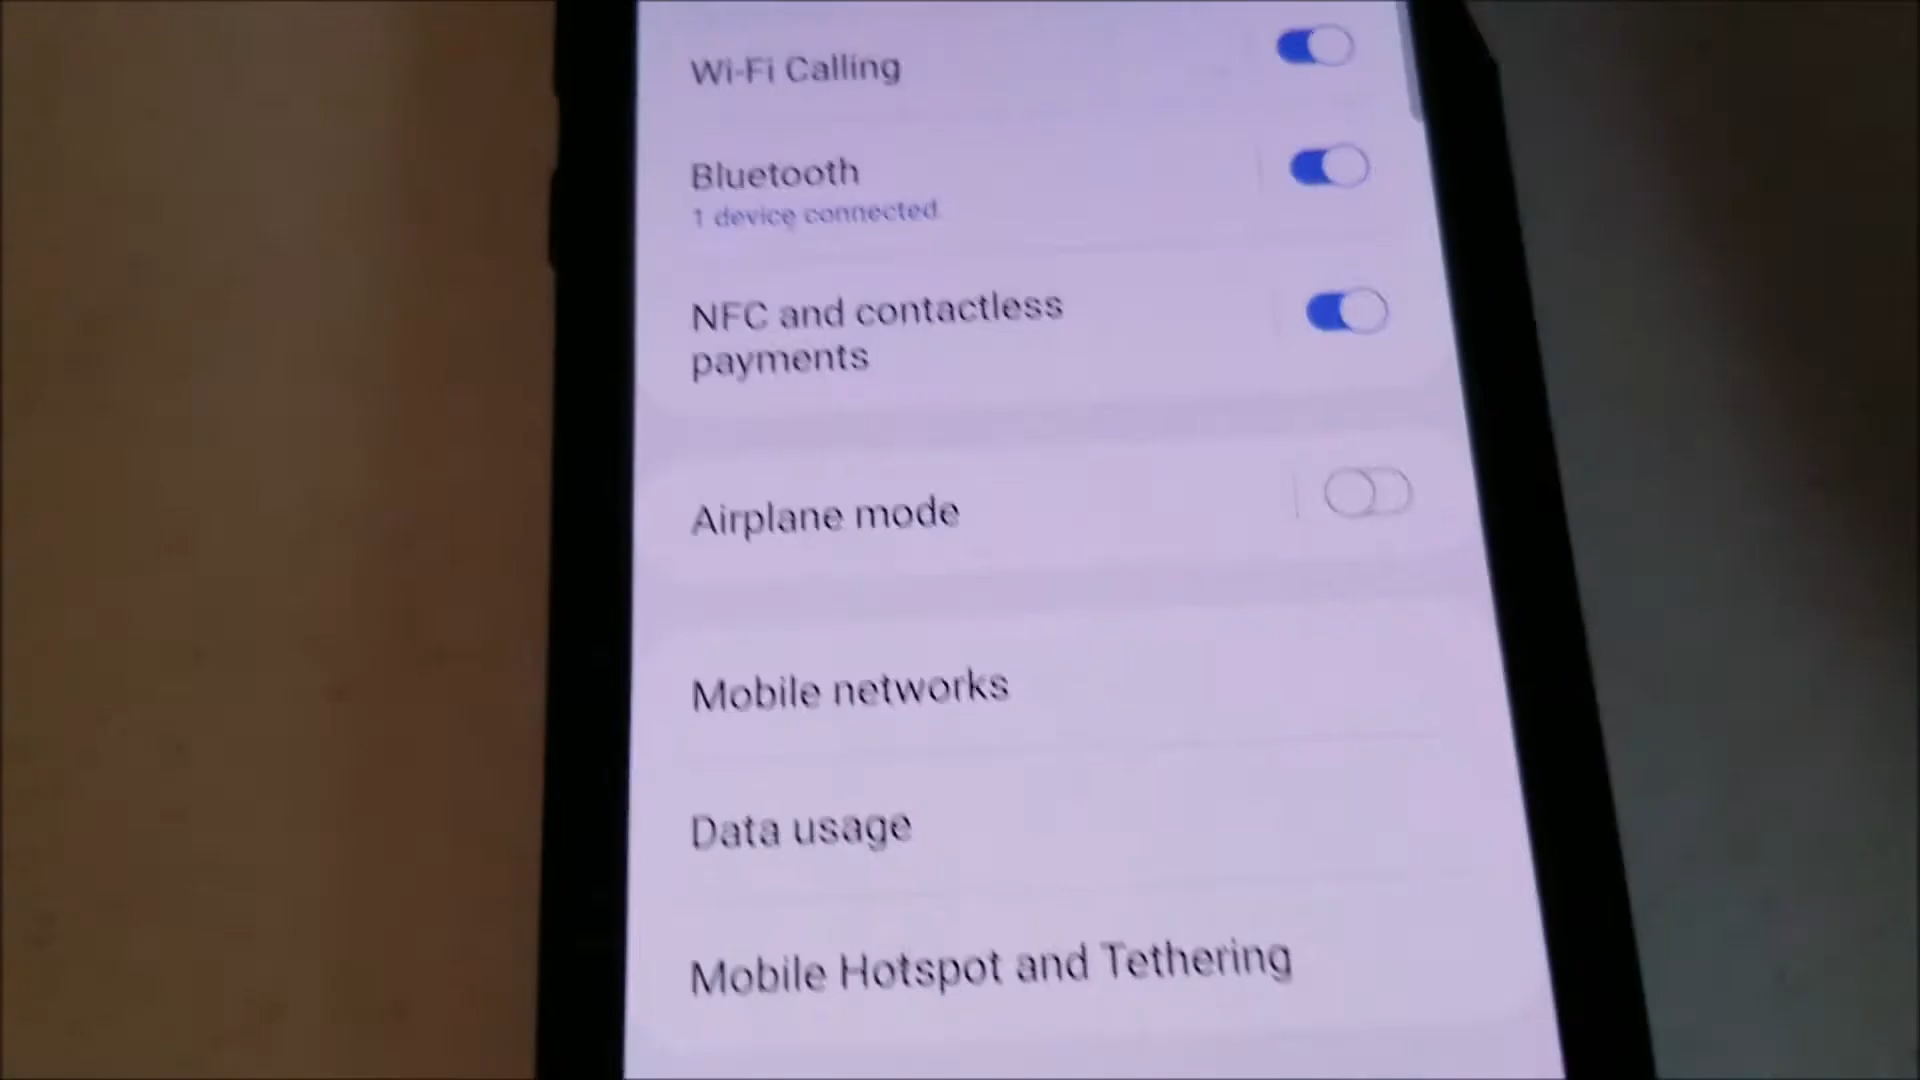 Wi-Fi Calling
Bluetooth
1 device connected
NFC and contactless
payments
Airplane mode
Mobile networks
Data usage
Mobile Hotspot and Tethering